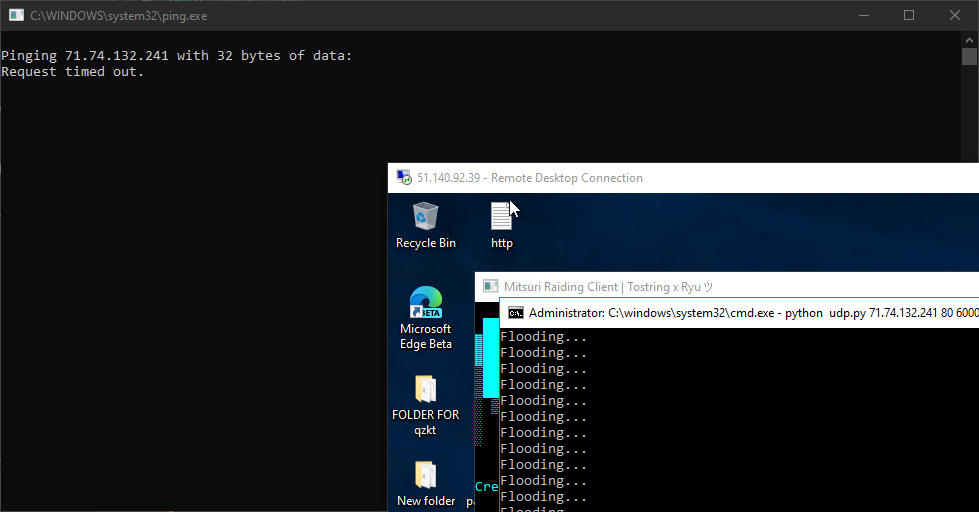 C:\WINDOWS\system32\ping.exe
Pinging 71.74.132.241 with 32 bytes of data:
Request timed out.
51.140.92.39 - Remote Desktop Connection
Recycle Bin
http
Mitsuri Raiding Client | Tostring x Ryu ツ
Administrator: C:\windows\system32\cmd.exe - python  udp.py 71.74.132.241 80 6000
Microsoft
Edge Beta
BETA
FOLDER FOR
qzkt
New folder
Cre
Flooding...
Flooding...
Flooding...
Flooding...
Flooding...
Flooding...
Flooding...
Flooding...
Flooding...
Flooding...
Flooding...